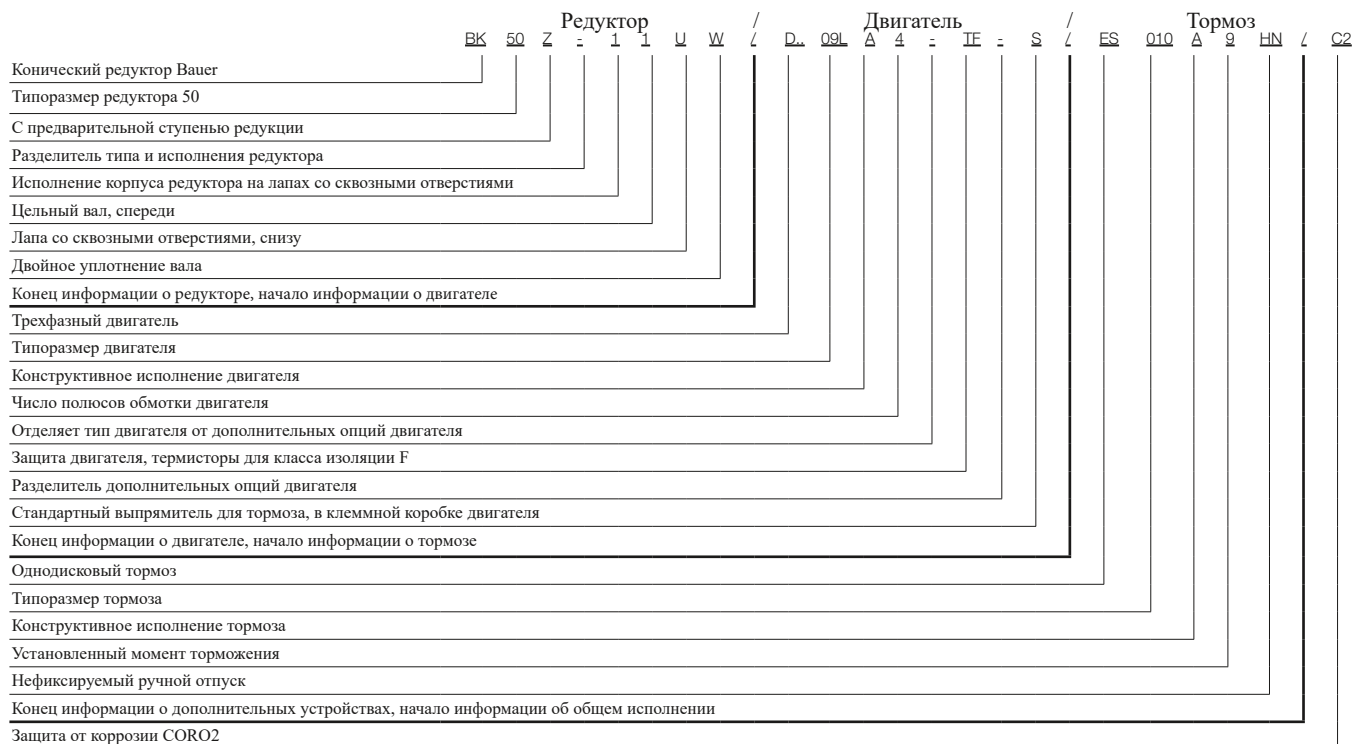 Редуктор / Двигатель / Тормоз
BK 50 Z - 1 1 U W / D.. 09L A 4 - TF - S / ES 010 A 9 HN / C2
Конический редуктор Bauer
Типоразмер редуктора 50
С предварительной ступенью редукции
Разделитель типа и исполнения редуктора
Исполнение корпуса редуктора на лапах со сквозными отверстиями
Цельный вал, спереди
Лапа со сквозными отверстиями, снизу
Двойное уплотнение вала
Конец информации о редукторе, начало информации о двигателе
Трехфазный двигатель
Типоразмер двигателя
Конструктивное исполнение двигателя
Число полюсов обмотки двигателя
Отделяет тип двигателя от дополнительных опций двигателя
Защита двигателя, термисторы для класса изоляции F
Разделитель дополнительных опций двигателя
Стандартный выпрямитель для тормоза, в клеммной коробке двигателя
Конец информации о двигателе, начало информации о тормозе
Однодисковый тормоз
Типоразмер тормоза
Конструктивное исполнение тормоза
Установленный момент торможения
Нефиксируемый ручной отпуск
Конец информации о дополнительных устройствах, начало информации об общем исполнении
Защита от коррозии CORO2